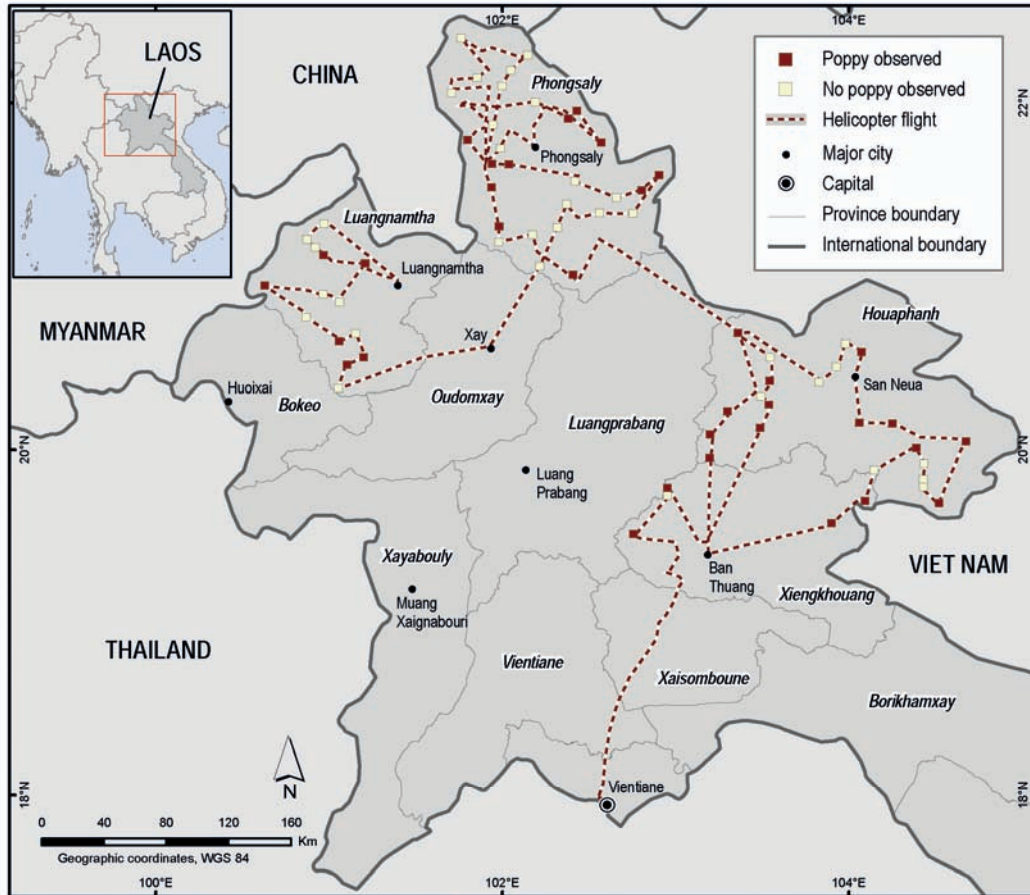 LAOS
CHINA
Poppy observed
No poppy observed
Helicopter flight
Major city
Capital
Province boundary
International boundary
102°E
104°E
22°N
Phongsaly
Phongsaly
Luangnamtha
Luangnamtha
MYANMAR
Houaphanh
Xay
San Neua
Huoixai
Bokeo
Oudomxay
Luangprabang
20°N
20°N
Luang
Prabang
Xayabouly
Ban
Thuang
VIET NAM
Muang
Xaignabouri
Xiengkhouang
THAILAND
Vientiane
Xaisomboune
Borikhamxay
N
Vientiane
18°N
18°N
0 40 80 120 160
Km
Geographic coordinates, WGS 84
100°E
102°E
104°E